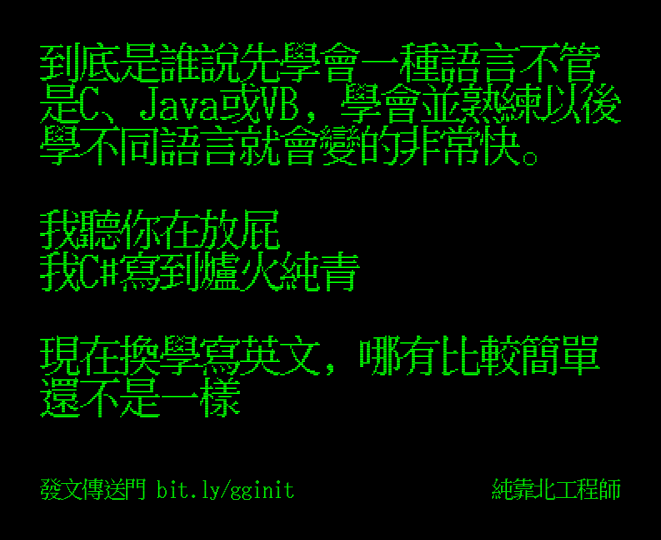 到底是誰說先學會一種語言不管
是C、Java或VB, 學會並熟練以後
學不同語言就會變的非常快。
我聽你在放屁
我C#寫到爐火純青
現在換學寫英文, 哪有比較簡單
還不是一樣
發文傳送門 bit.ly/gginit
純靠北工程師